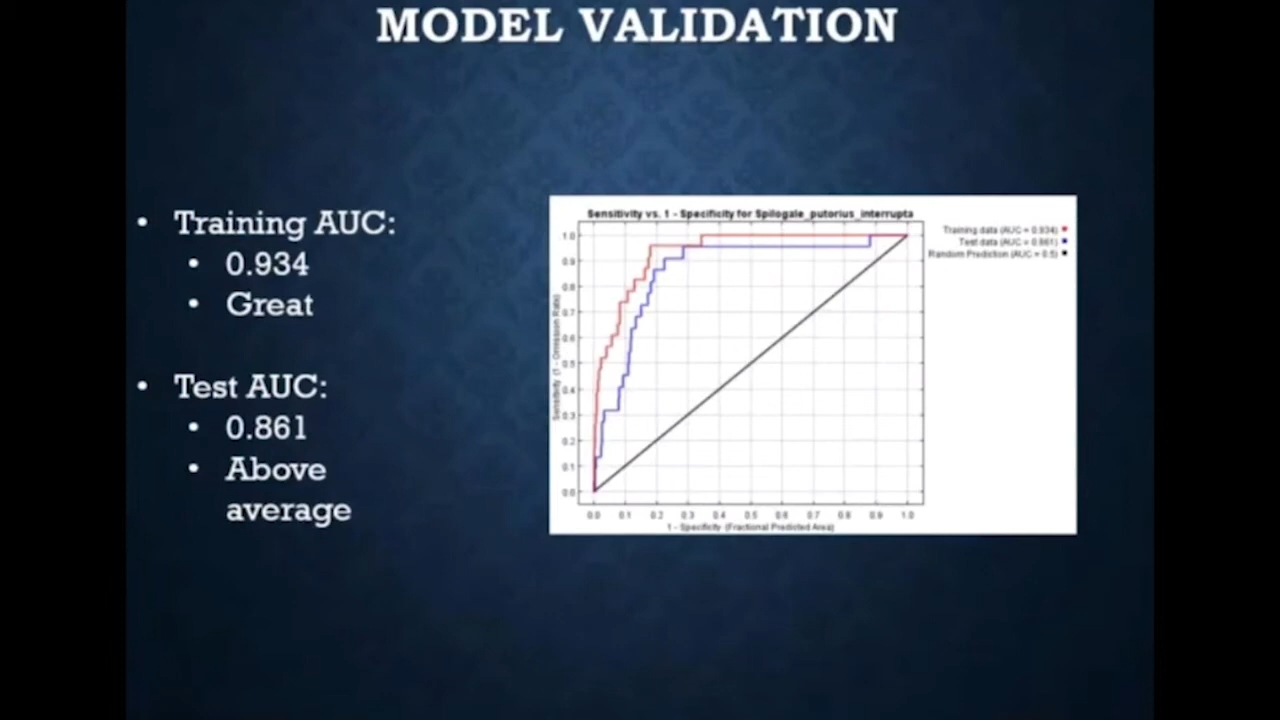 MODEL VALIDATION
• Training AUC:
• 0.934
• Great
• Test AUC:
• 0.861
• Above
average
Sensitivity vs. 1 - Specificity for Spilogale_putorius_interrupta
Training data (AUC = 0.934)
Test data (AUC = 0.861)
Random Prediction (AUC = 0.5)
Sensitivity (1 - Omission Rate)
1.0
0.9
0.8
0.7
0.6
0.5
0.4
0.3
0.2
0.1
0.0
0.0 0.1 0.2 0.3 0.4 0.5 0.6 0.7 0.8 0.9 1.0
1 - Specificity (Fractional Predicted Area)